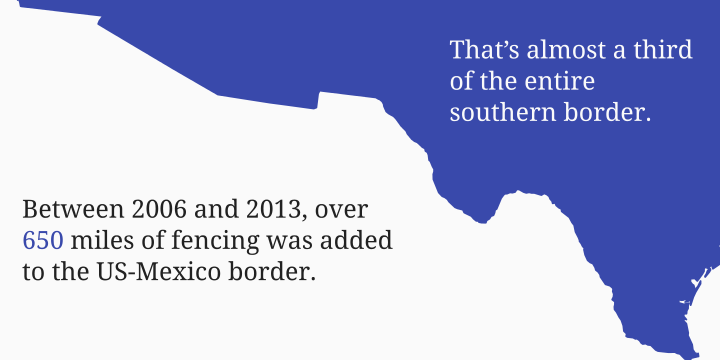 That’s almost a third
of the entire
southern border.
Between 2006 and 2013, over
650 miles of fencing was added
to the US-Mexico border.